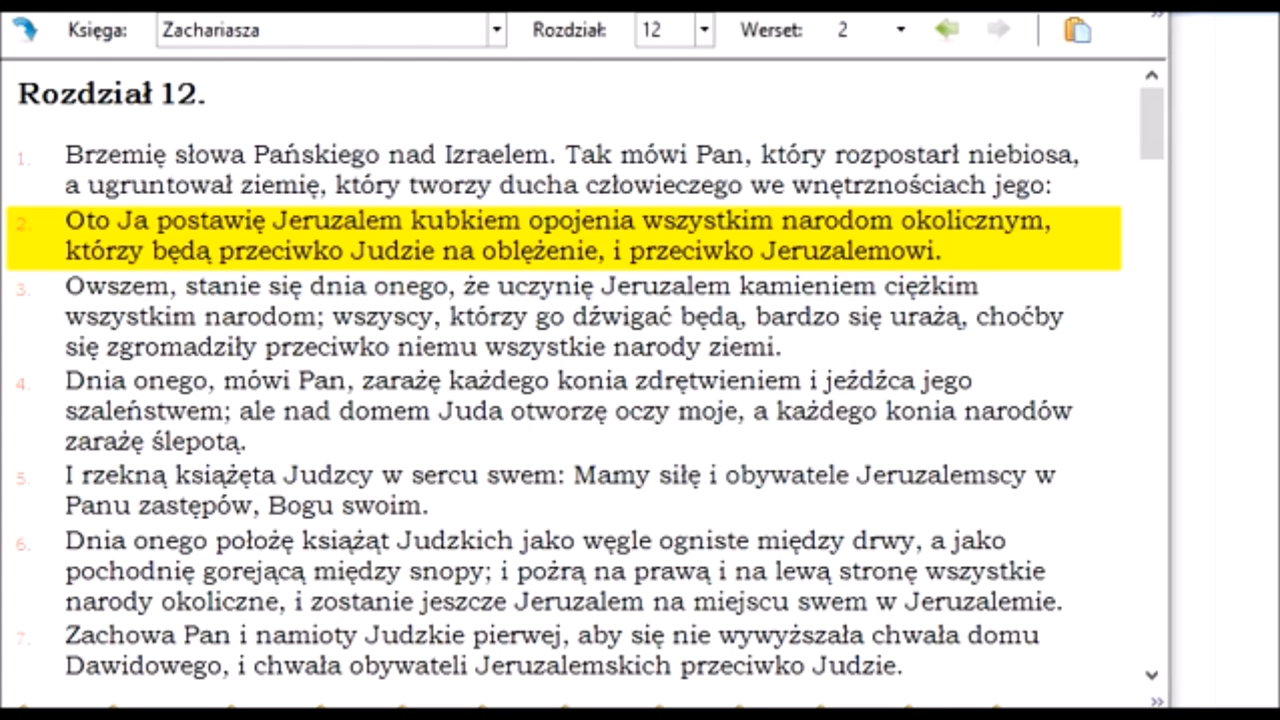 Księga: Zachariasza Rozdział: 12 Werset: 2
Rozdział 12.
1. Brzemię słowa Pańskiego nad Izraelem. Tak mówi Pan, który rozpostarł niebiosa,
a ugruntował ziemię, który tworzy ducha człowieczego we wnętrznościach jego:
2. Oto Ja postawię Jeruzalem kubkiem opojenia wszystkim narodom okolicznym,
którzy będą przeciwko Judzie na oblężenie, i przeciwko Jeruzalemowi.
3. Owszem, stanie się dnia onego, że uczynię Jeruzalem kamieniem ciężkim
wszystkim narodom; wszyscy, którzy go dźwigać będą, bardzo się urażą, choćby
się zgromadziły przeciwko niemu wszystkie narody ziemi.
4. Dnia onego, mówi Pan, zarażę każdego konia zdrętwieniem i jeźdźca jego
szaleństwem; ale nad domem Juda otworzę oczy moje, a każdego konia narodów
zarażę ślepotą.
5. I rzekną książęta Judzcy w sercu swem: Mamy siłę i obywatele Jeruzalemscy w
Panu zastępów, Bogu swoim.
6. Dnia onego położę książąt Judzkich jako węgle ogniste między drwy, a jako
pochodnię gorejącą między snopy; i pożrą na prawą i na lewą stronę wszystkie
narody okoliczne, i zostanie jeszcze Jeruzalem na miejscu swem w Jeruzalemie.
7. Zachowa Pan i namioty Judzkie pierwej, aby się nie wywyższała chwała domu
Dawidowego, i chwała obywateli Jeruzalemskich przeciwko Judzie.